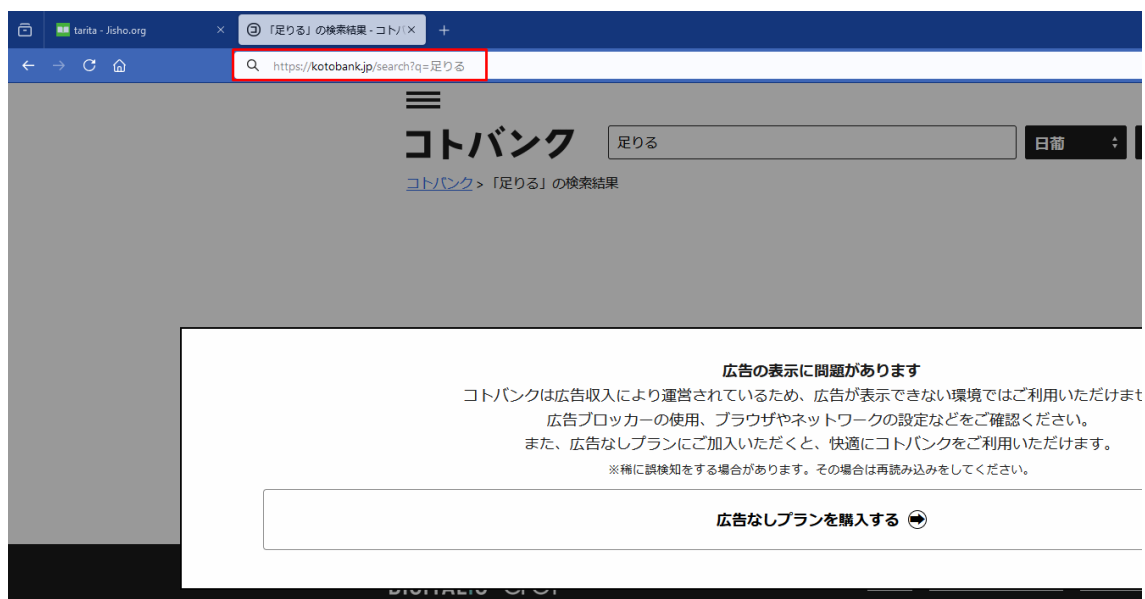 tarita - Jisho.org
「足りる」の検索結果 - コトバ
https://kotobank.jp/search?q=足りる
コトバンク
足りる
日葡
コトバンク > 「足りる」の検索結果
広告の表示に問題があります
コトバンクは広告収入により運営されているため、広告が表示できない環境ではご利用いただけませ
広告ブロッカーの使用、ブラウザやネットワークの設定などをご確認ください。
また、広告なしプランにご加入いただくと、快適にコトバンクをご利用いただけます。
※稀に誤検知をする場合があります。その場合は再読み込みをしてください。
広告なしプランを購入する